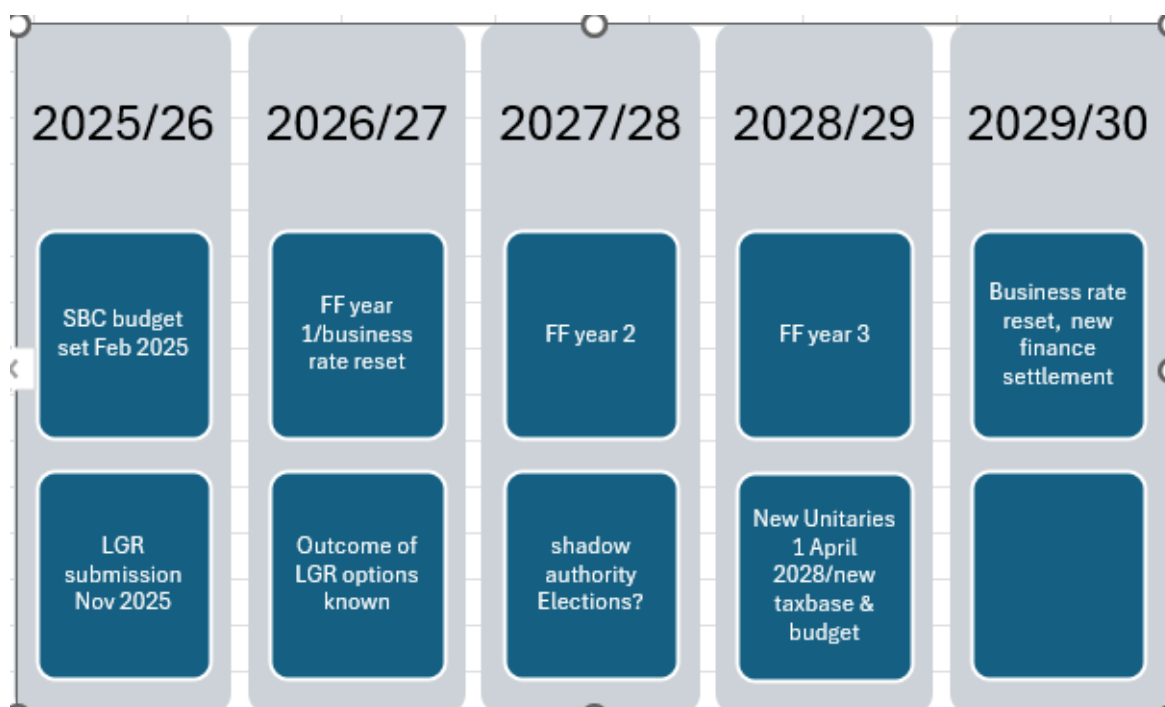 2025/26
2026/27
2027/28
2028/29
2029/30
SBC budget
set Feb 2025
FF year
1/business
rate reset
FF year 2
FF year 3
Business rate
reset, new
finance
settlement
LGR
submission
Nov 2025
Outcome of
LGR options
known
shadow
authority
Elections?
New Unitaries
1 April
2028/new
taxbase &
budget